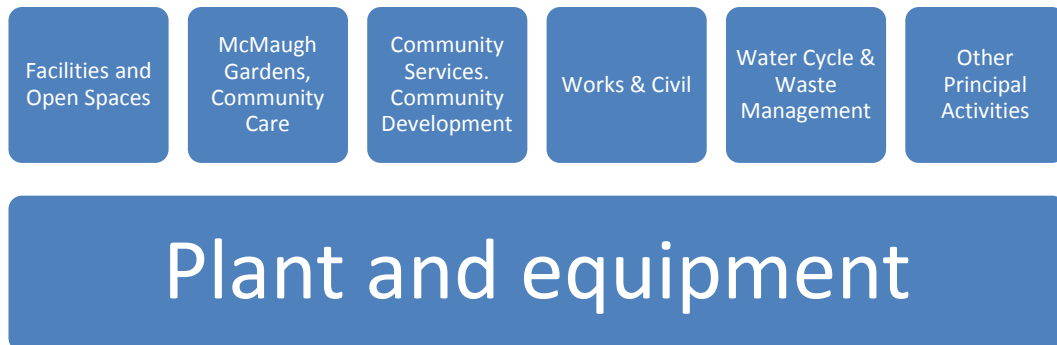 Facilities and
Open Spaces
McMaugh
Gardens,
Community
Care
Community
Services.
Community
Development
Works & Civil
Water Cycle &
Waste
Management
Other
Principal
Activities
Plant and equipment